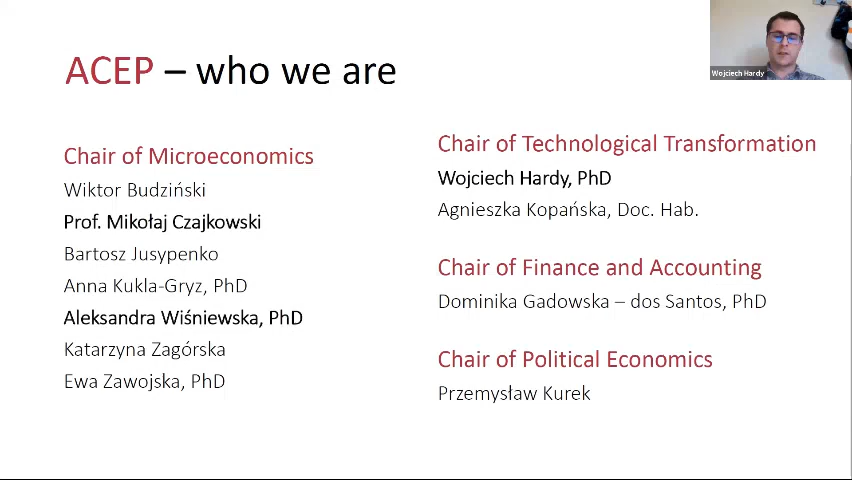 ACEP – who we are
Wojciech Hardy
Chair of Microeconomics
Wiktor Budziński
Prof. Mikołaj Czajkowski
Bartosz Jusypenko
Anna Kukla-Gryz, PhD
Aleksandra Wiśniewska, PhD
Katarzyna Zagórska
Ewa Zawojska, PhD
Chair of Technological Transformation
Wojciech Hardy, PhD
Agnieszka Kopańska, Doc. Hab.
Chair of Finance and Accounting
Dominika Gadowska – dos Santos, PhD
Chair of Political Economics
Przemysław Kurek